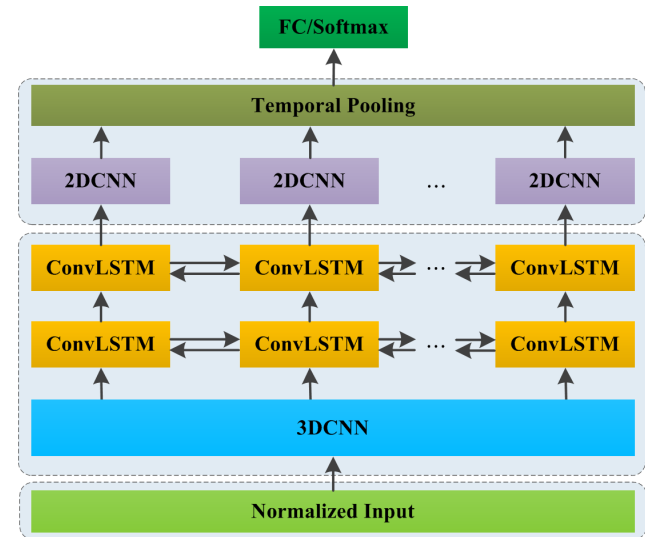 FC/Softmax
Temporal Pooling
2DCNN 2DCNN ... 2DCNN
ConvLSTM ConvLSTM ... ConvLSTM
ConvLSTM ConvLSTM ... ConvLSTM
3DCNN
Normalized Input